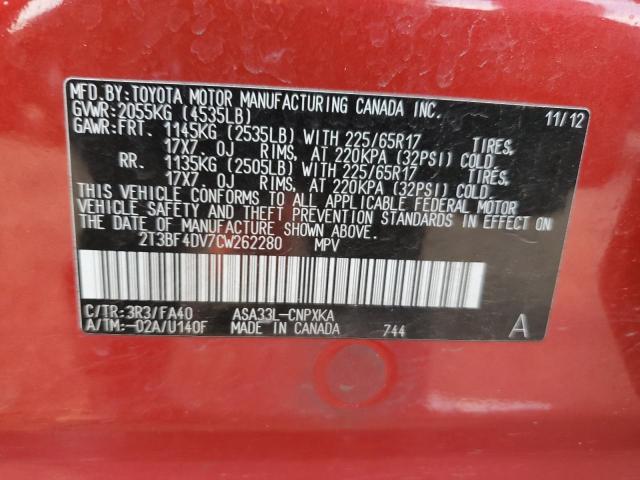 MFD.BY:TOYOTA MOTOR MANUFACTURING CANADA INC.
GVWR:2055KG (4535LB) 11/12
GAWR:FRT. 1145KG (2535LB) WITH 225/65R17 TIRES,
17X7 0J RIMS, AT 220KPA (32PSI) COLD
RR. 1135KG (2505LB) WITH 225/65R17 TIRES,
17X7 0J RIMS, AT 220KPA (32PSI) COLD.
THIS VEHICLE CONFORMS TO ALL APPLICABLE FEDERAL MOTOR
VEHICLE SAFETY AND THEFT PREVENTION STANDARDS IN EFFECT ON
THE DATE OF MANUFACTURE SHOWN ABOVE.
2T3BF4DV7CW262280 MPV
C/TR:3R3/FA40 ASA33L-CNPXKA
A/TM:-02A/U140F MADE IN CANADA 744 A